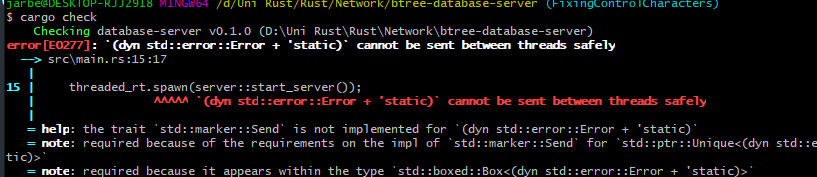 jarbe@DESKTOP-RJJ2918 MINGW64 /d/Uni Rust/Rust/Network/btree-database-server (FixingControlCharacters)
$ cargo check
    Checking database-server v0.1.0 (D:\Uni Rust\Rust\Network\btree-database-server)
error[E0277]: `(dyn std::error::Error + 'static)` cannot be sent between threads safely
  --> src\main.rs:15:17
   |
15 |     threaded_rt.spawn(server::start_server());
   |                 ^^^^^ `(dyn std::error::Error + 'static)` cannot be sent between threads safely
   |
   = help: the trait `std::marker::Send` is not implemented for `(dyn std::error::Error + 'static)`
   = note: required because of the requirements on the impl of `std::marker::Send` for `std::ptr::Unique<(dyn std::e
tic)>`
   = note: required because it appears within the type `std::boxed::Box<(dyn std::error::Error + 'static)>`